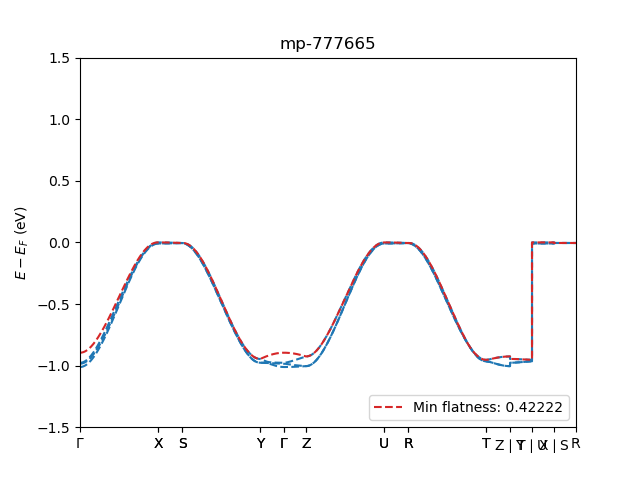 mp-777665
E − E_F (eV)
1.5
1.0
0.5
0.0
−0.5
−1.0
−1.5
Min flatness: 0.42222
Γ X S Y Γ Z U R T Z | Y T | U X | S R